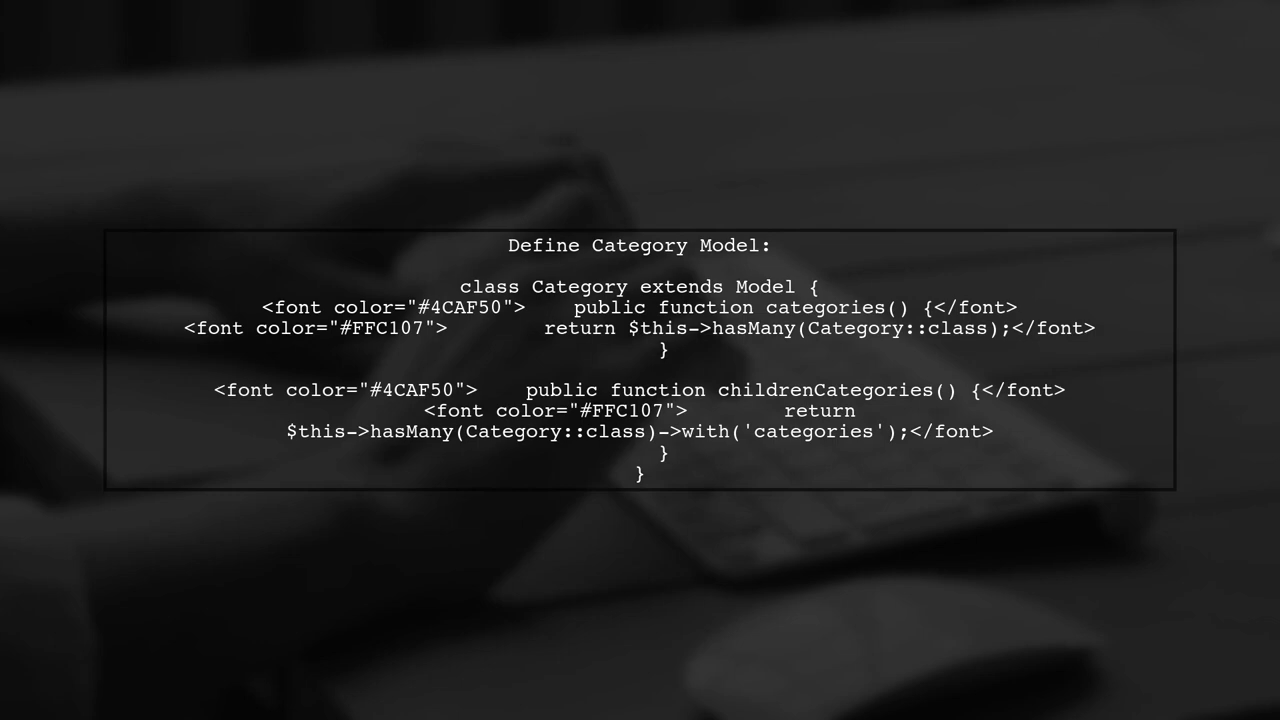 Define Category Model:
class Category extends Model {
<font color="#4CAF50">    public function categories() {</font>
<font color="#FFC107">        return $this->hasMany(Category::class);</font>
    }
<font color="#4CAF50">    public function childrenCategories() {</font>
<font color="#FFC107">        return
$this->hasMany(Category::class)->with('categories');</font>
    }
}